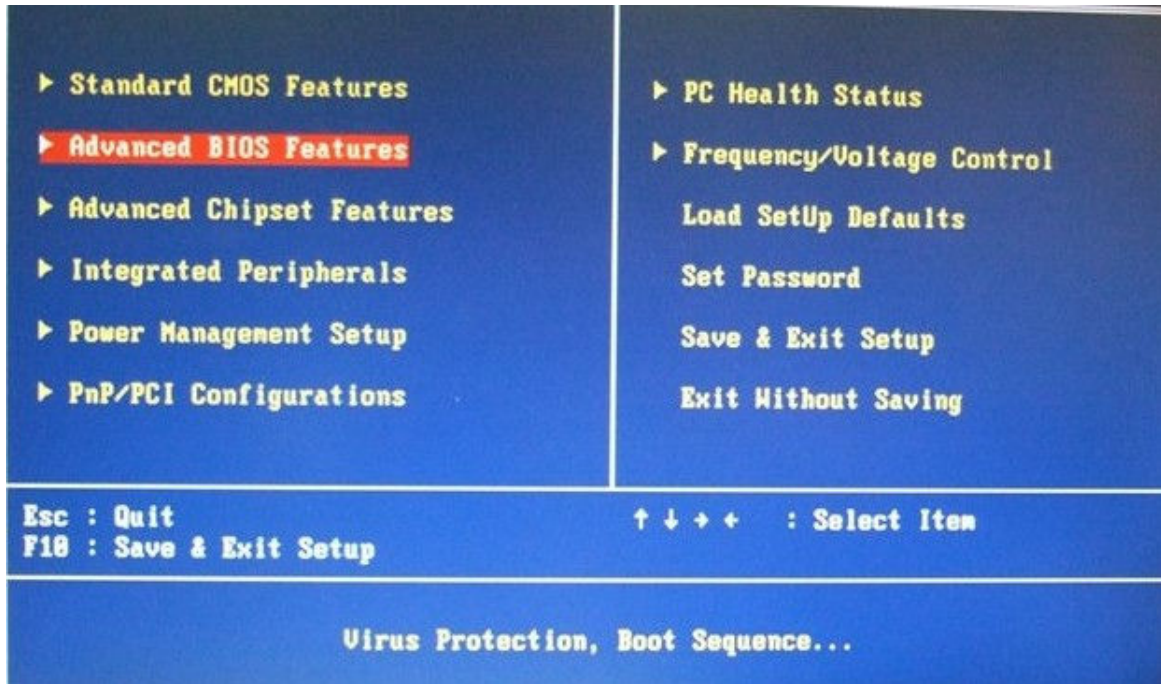 ▶ Standard CMOS Features
▶ Advanced BIOS Features
▶ Advanced Chipset Features
▶ Integrated Peripherals
▶ Power Management Setup
▶ PnP/PCI Configurations
▶ PC Health Status
▶ Frequency/Voltage Control
Load SetUp Defaults
Set Password
Save & Exit Setup
Exit Without Saving
Esc : Quit
F10 : Save & Exit Setup
↑ ↓ → ← : Select Item
Virus Protection, Boot Sequence...